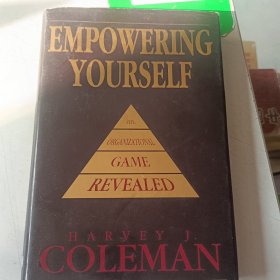 EMPOWERING
YOURSELF
The
ORGANIZATIONAL
GAME
REVEALED
HARVEY J.
COLEMAN